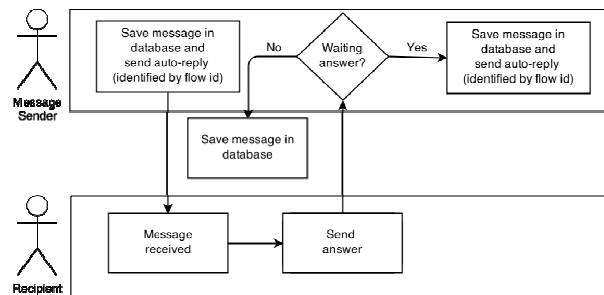 Save message in
database and
send auto-reply
(identified by flow id)
No
Waiting
answer?
Yes
Save message in
database and
send auto-reply
(identified by flow id)
Message
Sender
Save message in
database
Message
received
Send
answer
Recipient